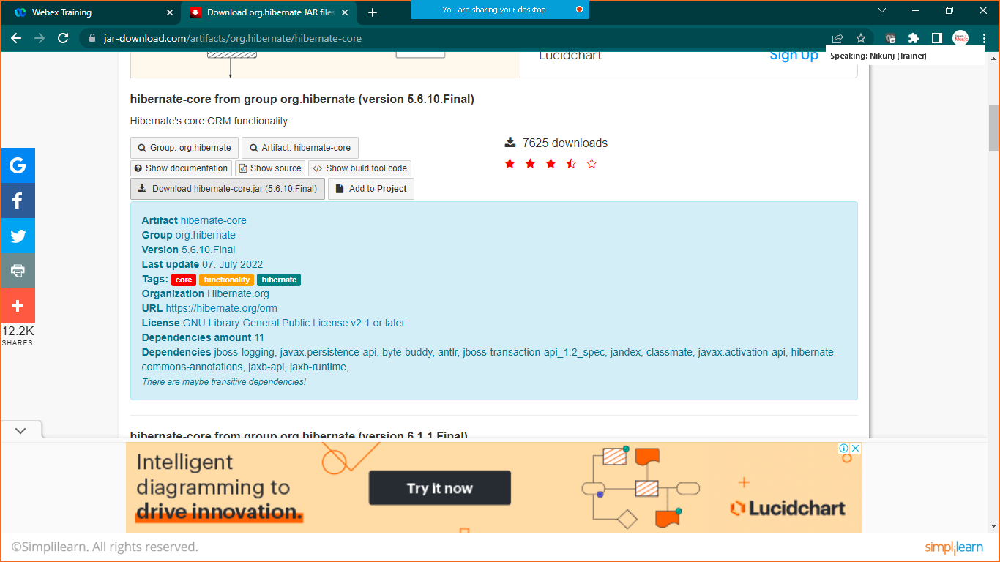 Webex Training
Download org.hibernate JAR files
You are sharing your desktop
jar-download.com/artifacts/org.hibernate/hibernate-core
Speaking: Nikunj (Trainer)
Lucidchart
Sign Up
hibernate-core from group org.hibernate (version 5.6.10.Final)
Hibernate's core ORM functionality
Group: org.hibernate
Artifact: hibernate-core
7625 downloads
Show documentation
Show source
</> Show build tool code
Download hibernate-core.jar (5.6.10.Final)
Add to Project
Artifact hibernate-core
Group org.hibernate
Version 5.6.10.Final
Last update 07. July 2022
Tags: core functionality hibernate
Organization Hibernate.org
URL https://hibernate.org/orm
License GNU Library General Public License v2.1 or later
Dependencies amount 11
Dependencies jboss-logging, javax.persistence-api, byte-buddy, antlr, jboss-transaction-api_1.2_spec, jandex, classmate, javax.activation-api, hibernate-
commons-annotations, jaxb-api, jaxb-runtime,
There are maybe transitive dependencies!
12.2K
SHARES
hibernate-core from group org.hibernate (version 6.1.1.Final)
Intelligent
diagramming to
drive innovation.
Try it now
Lucidchart
©Simplilearn. All rights reserved.
simplilearn